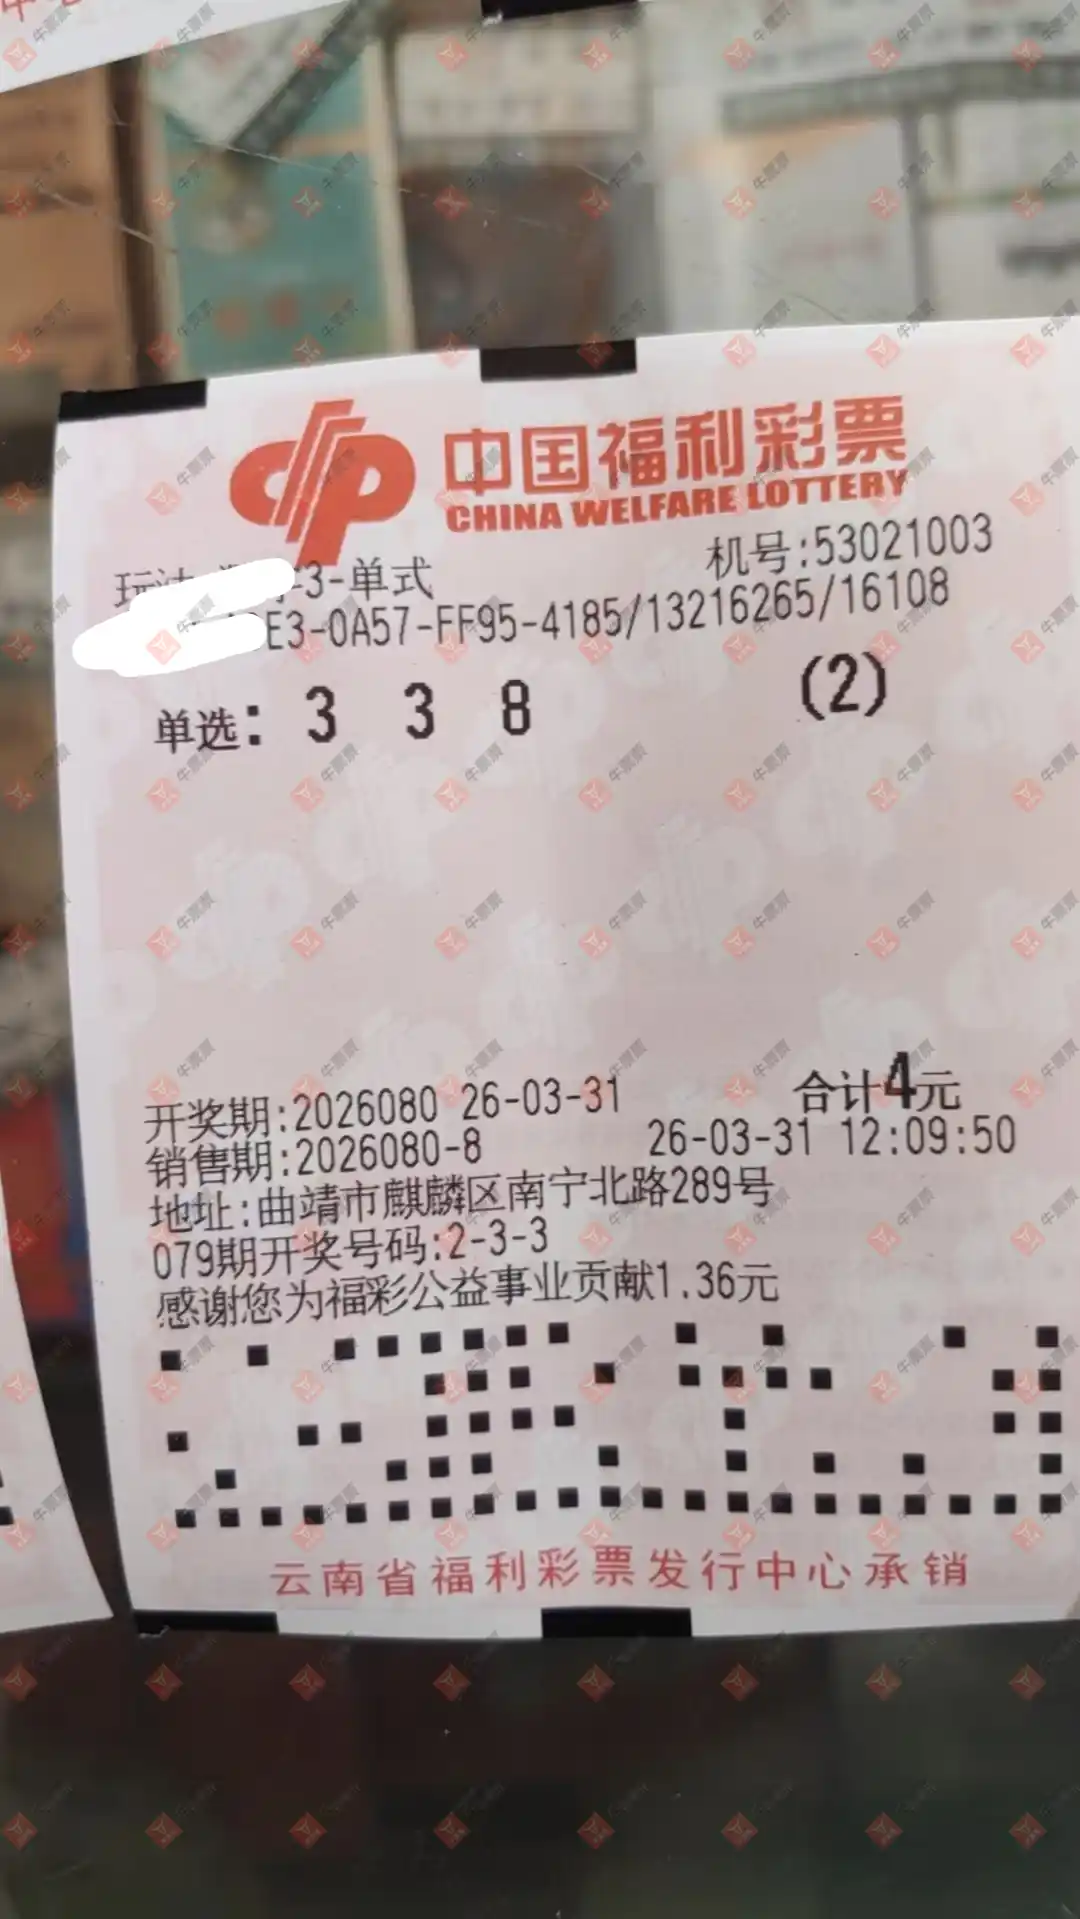 中国福利彩票
CHINA WELFARE LOTTERY
机号:53021003
3-单式
E3-0A57-FF95-4185/13216265/16108
单选: 3 3 8 (2)
开奖期:2026080 26-03-31 合计4元
销售期:2026080-8 26-03-31 12:09:50
地址:曲靖市麒麟区南宁北路289号
079期开奖号码:2-3-3
感谢您为福彩公益事业贡献1.36元
云南省福利彩票发行中心承销
牛票票